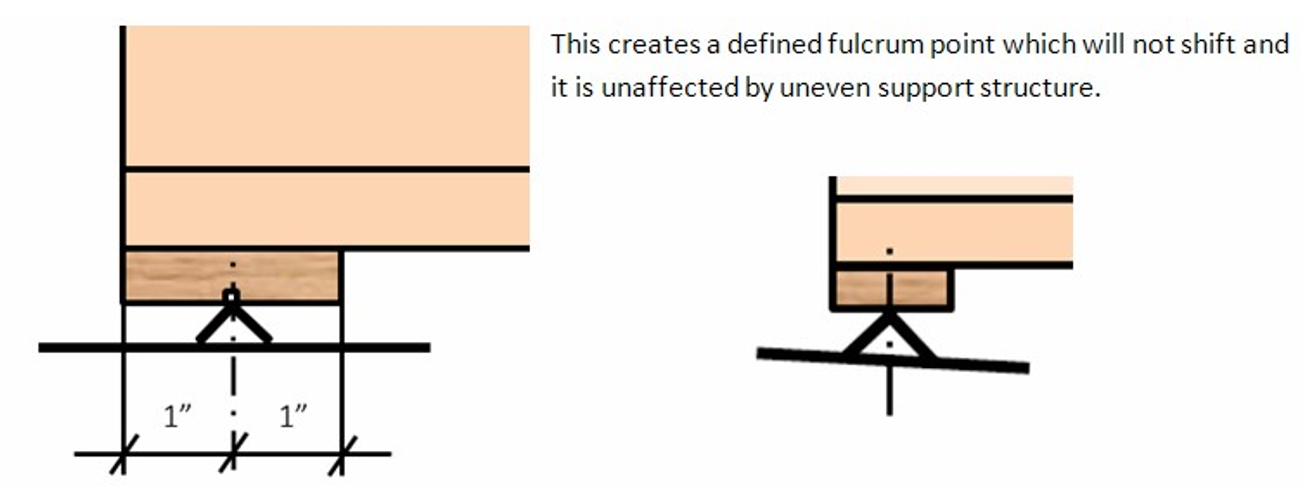 This creates a defined fulcrum point which will not shift and
it is unaffected by uneven support structure.
1” 1”